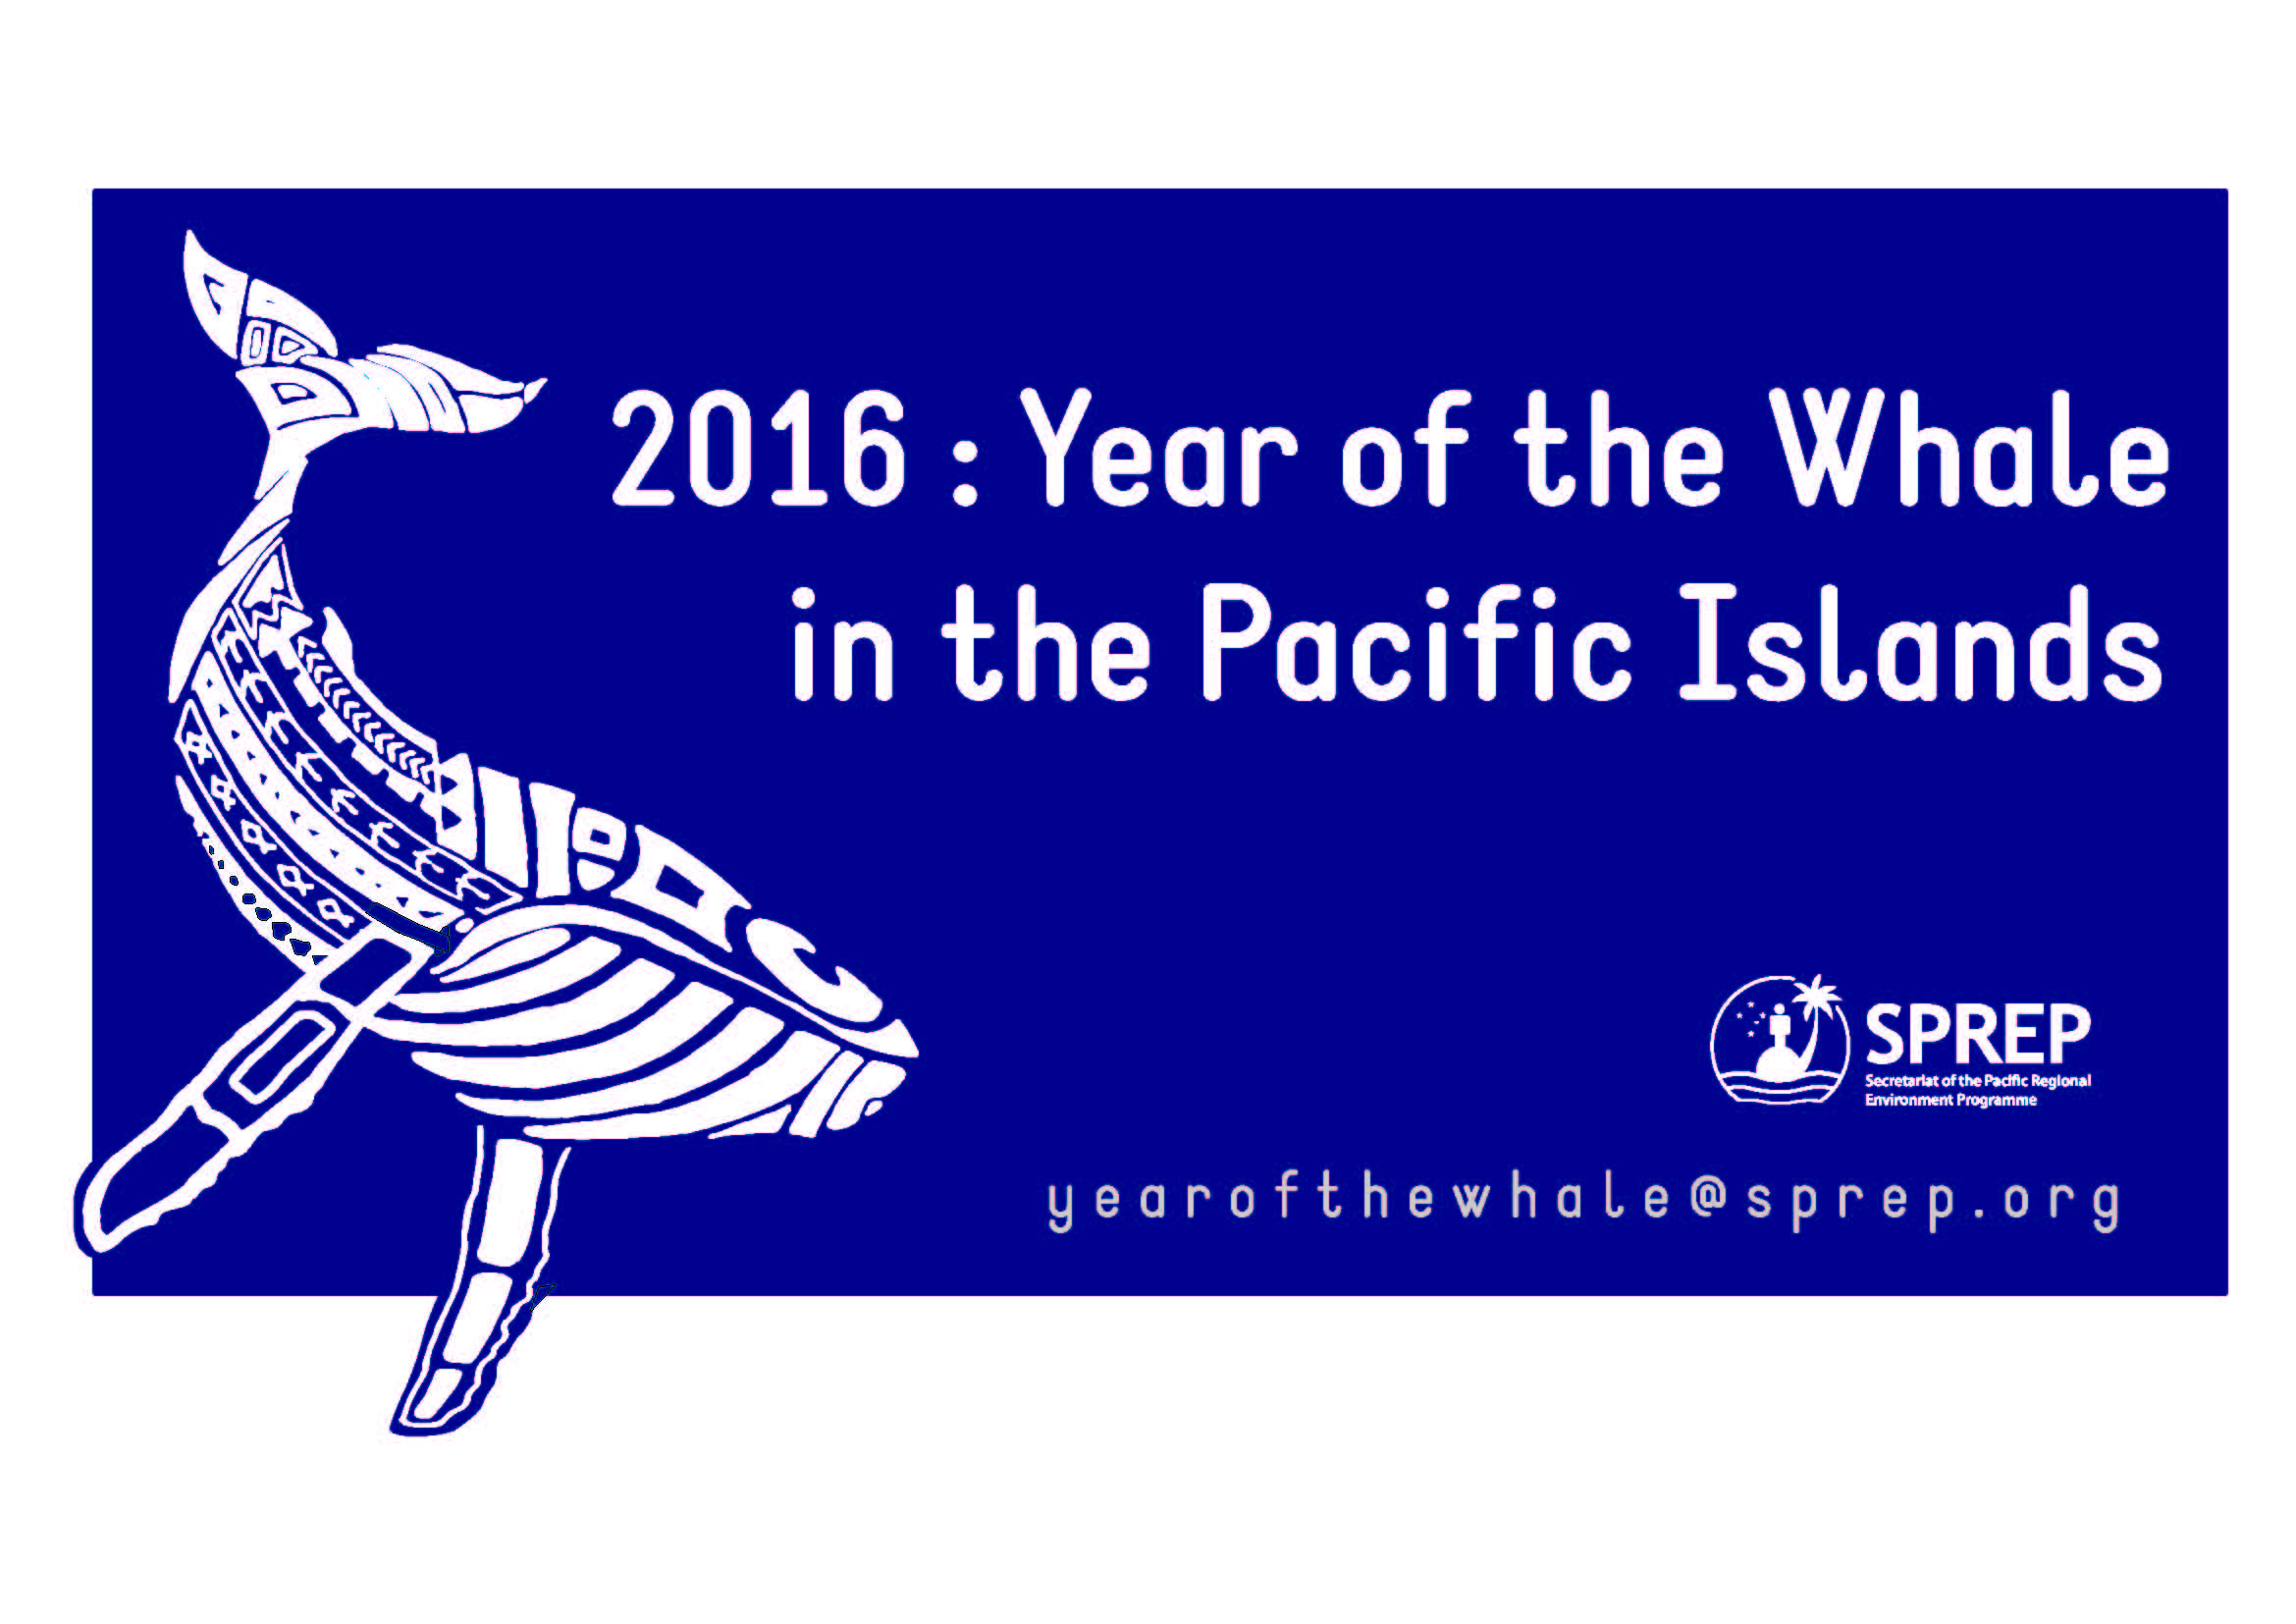 2016 : Year of the Whale
in the Pacific Islands
SPREP
Secretariat of the Pacific Regional
Environment Programme
yearofthewhale@sprep.org